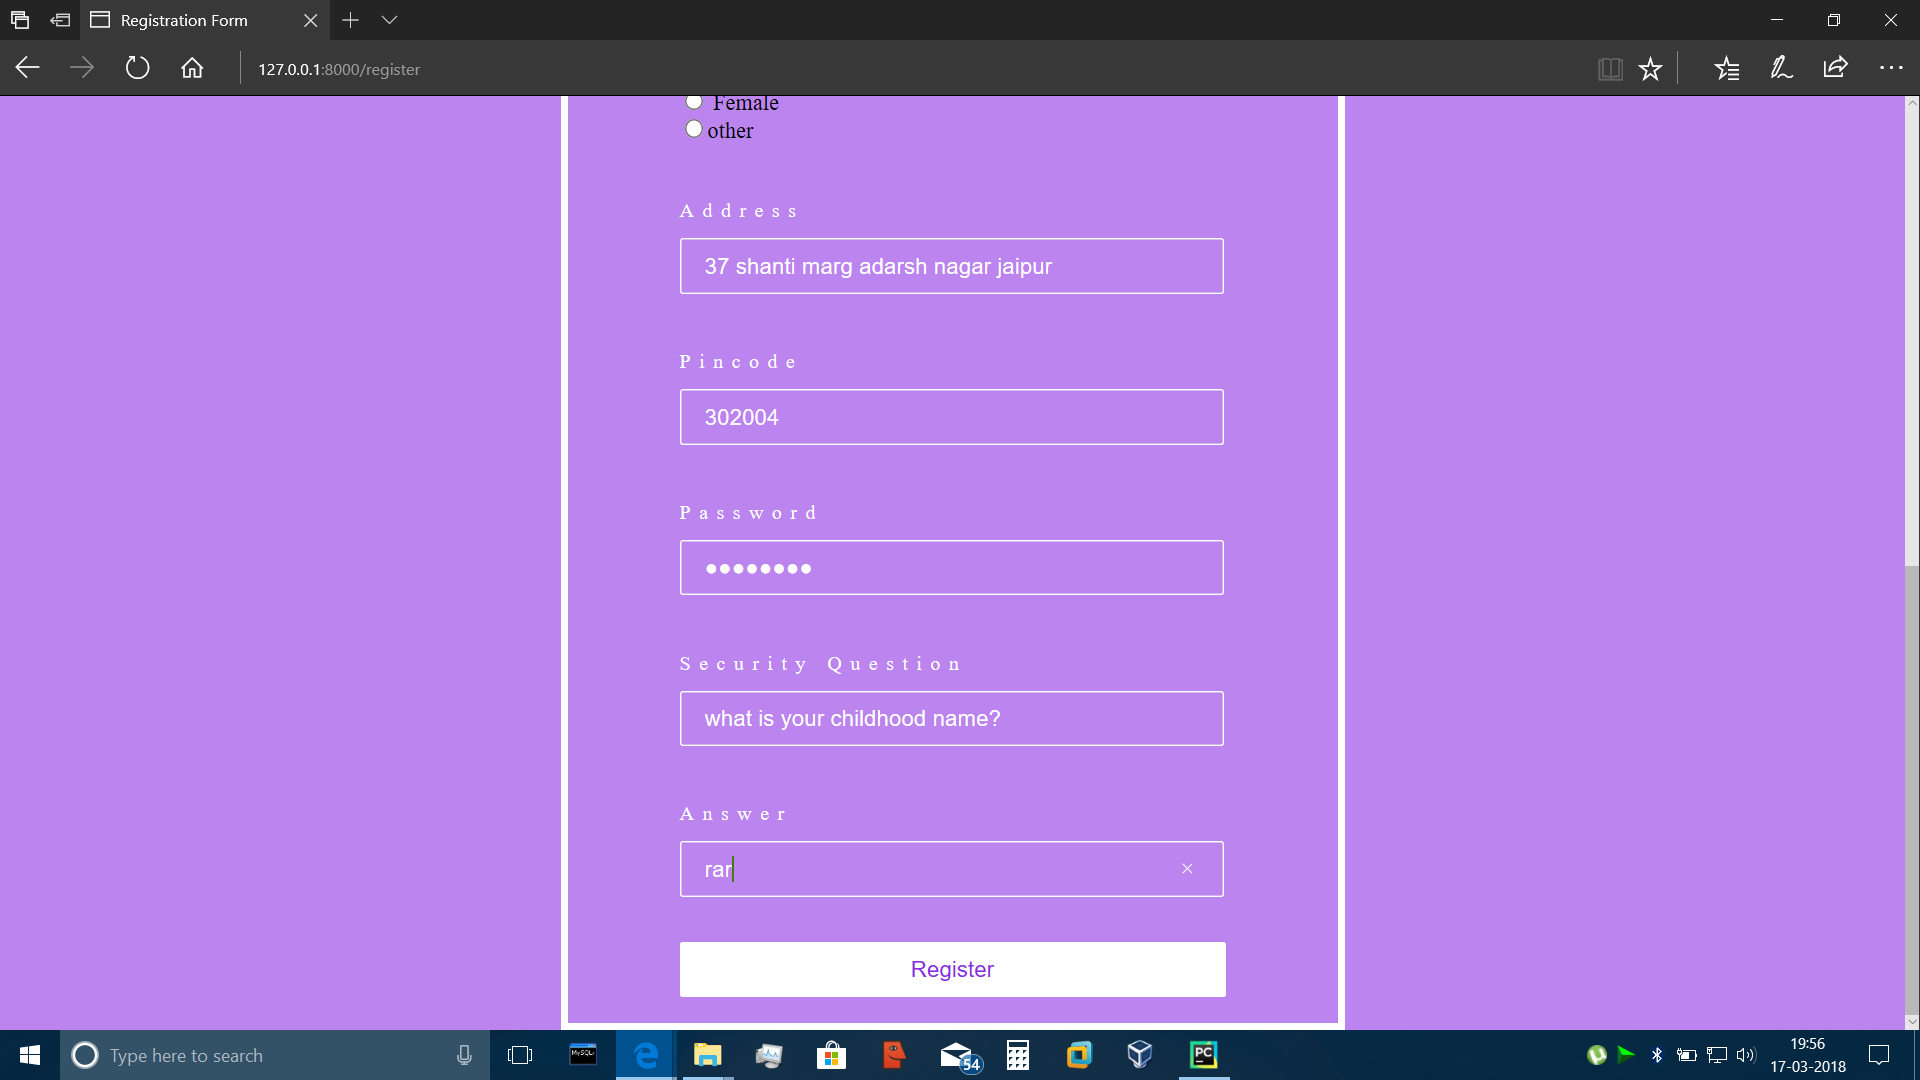 Registration Form
127.0.0.1:8000/register
Female
other
Address
37 shanti marg adarsh nagar jaipur
Pincode
302004
Password
••••••••
Security Question
what is your childhood name?
Answer
rar
Register
Type here to search
MySQL
54
PC
19:56
17-03-2018